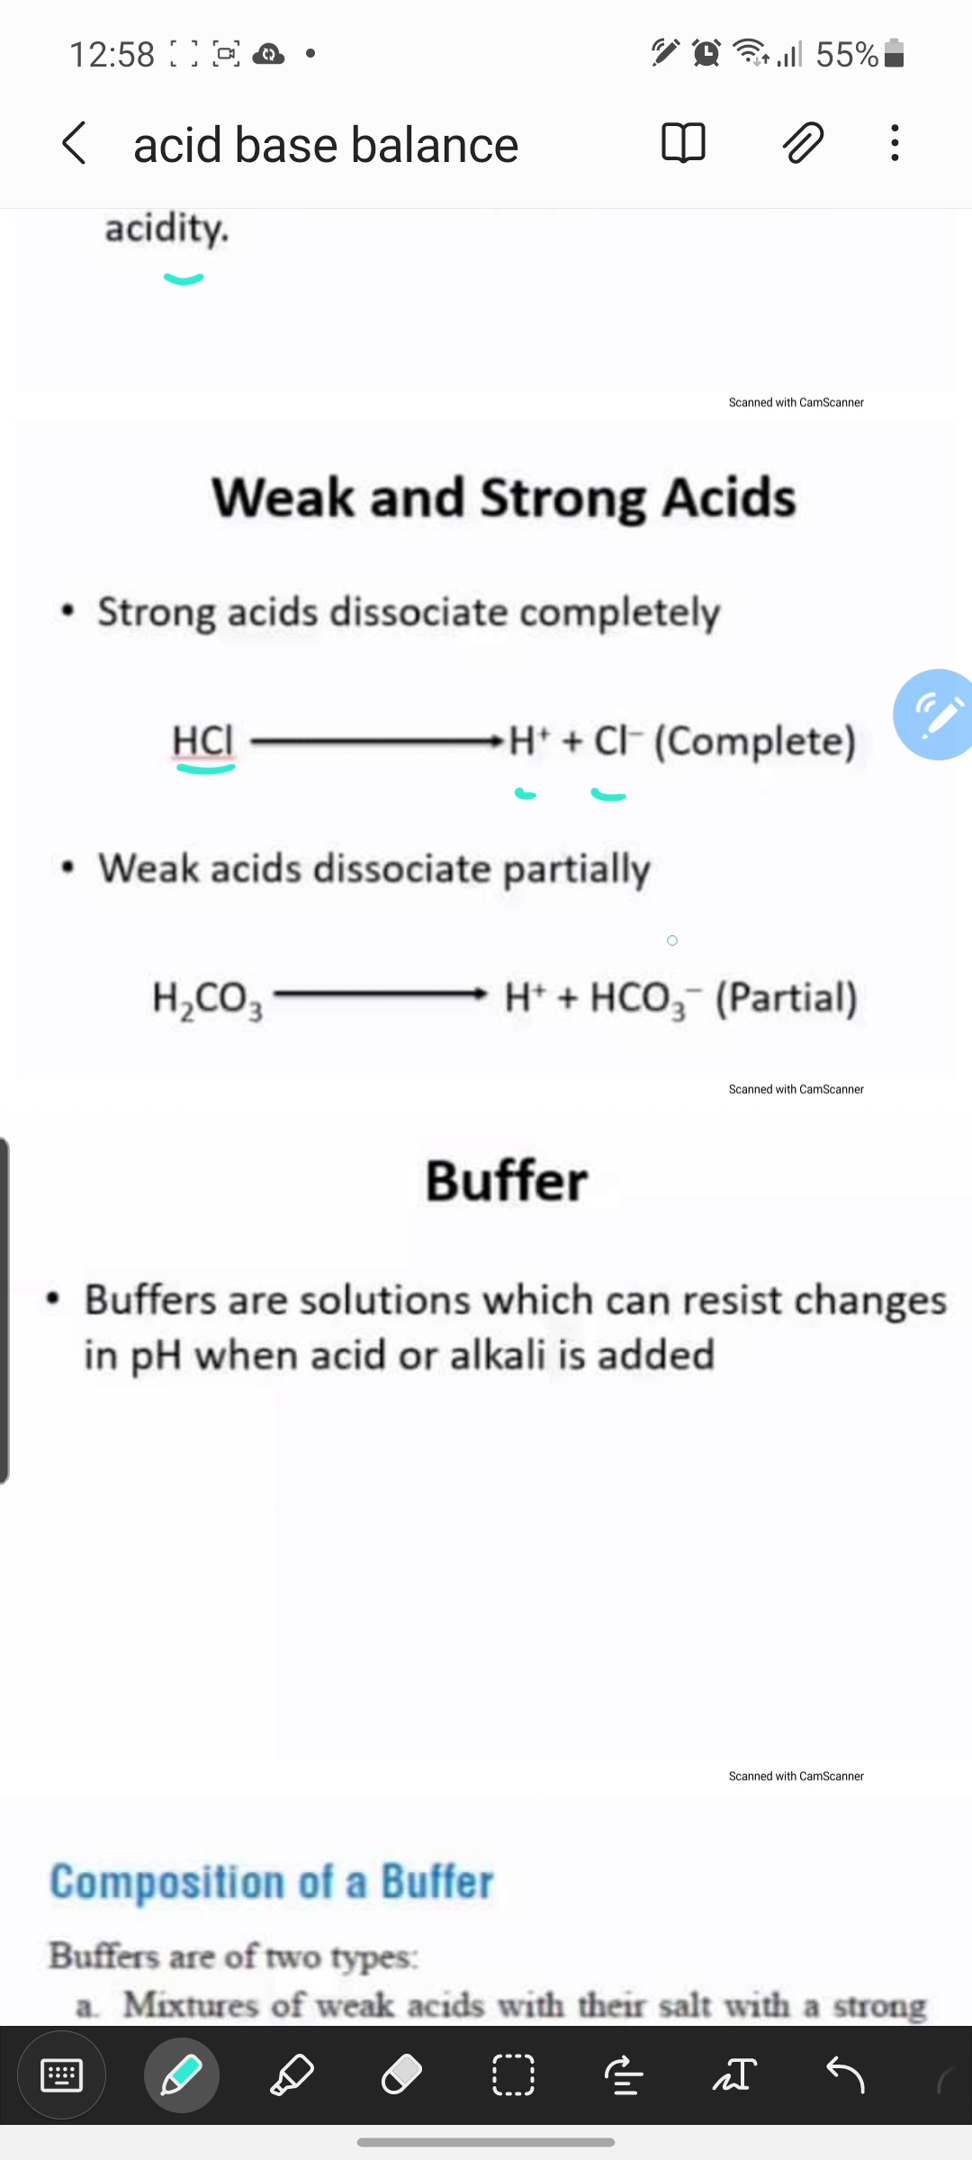 12:58 55%
acid base balance
acidity.
Scanned with CamScanner
Weak and Strong Acids
• Strong acids dissociate completely
HCl → H⁺ + Cl⁻ (Complete)
• Weak acids dissociate partially
H₂CO₃ → H⁺ + HCO₃⁻ (Partial)
Scanned with CamScanner
Buffer
• Buffers are solutions which can resist changes
in pH when acid or alkali is added
Scanned with CamScanner
Composition of a Buffer
Buffers are of two types:
a. Mixtures of weak acids with their salt with a strong